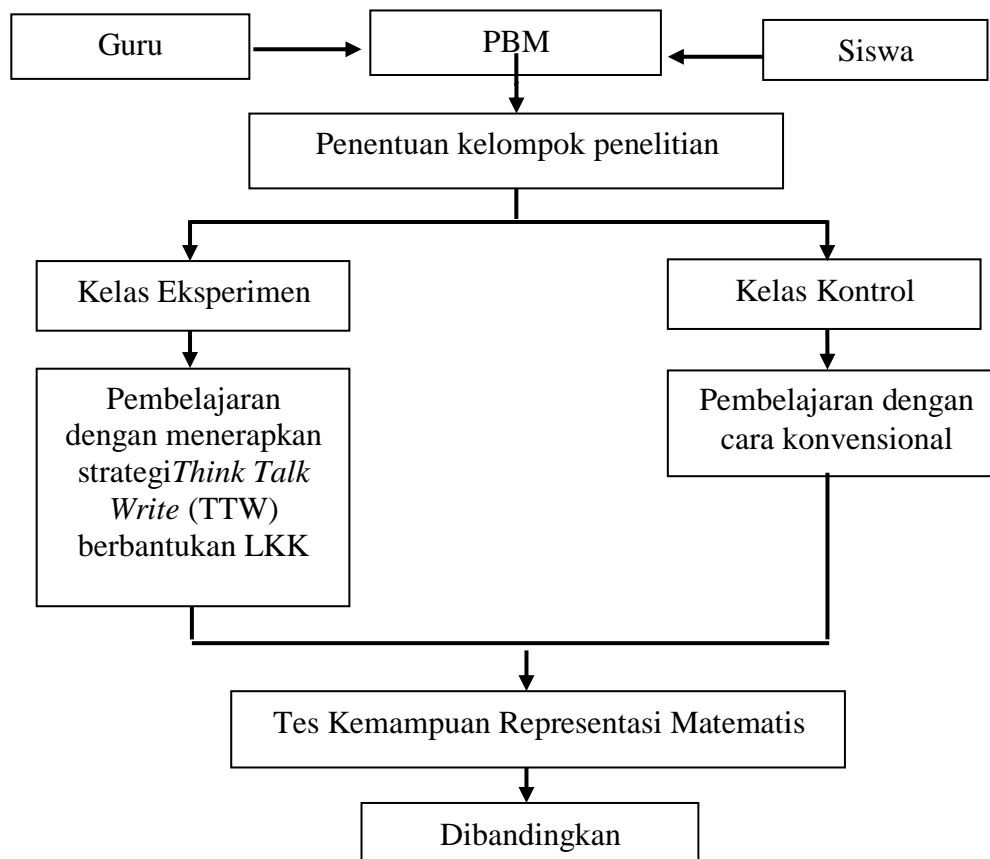 Guru
PBM
Siswa
Penentuan kelompok penelitian
Kelas Eksperimen
Kelas Kontrol
Pembelajaran
dengan menerapkan
strategiThink Talk
Write (TTW)
berbantukan LKK
Pembelajaran dengan
cara konvensional
Tes Kemampuan Representasi Matematis
Dibandingkan